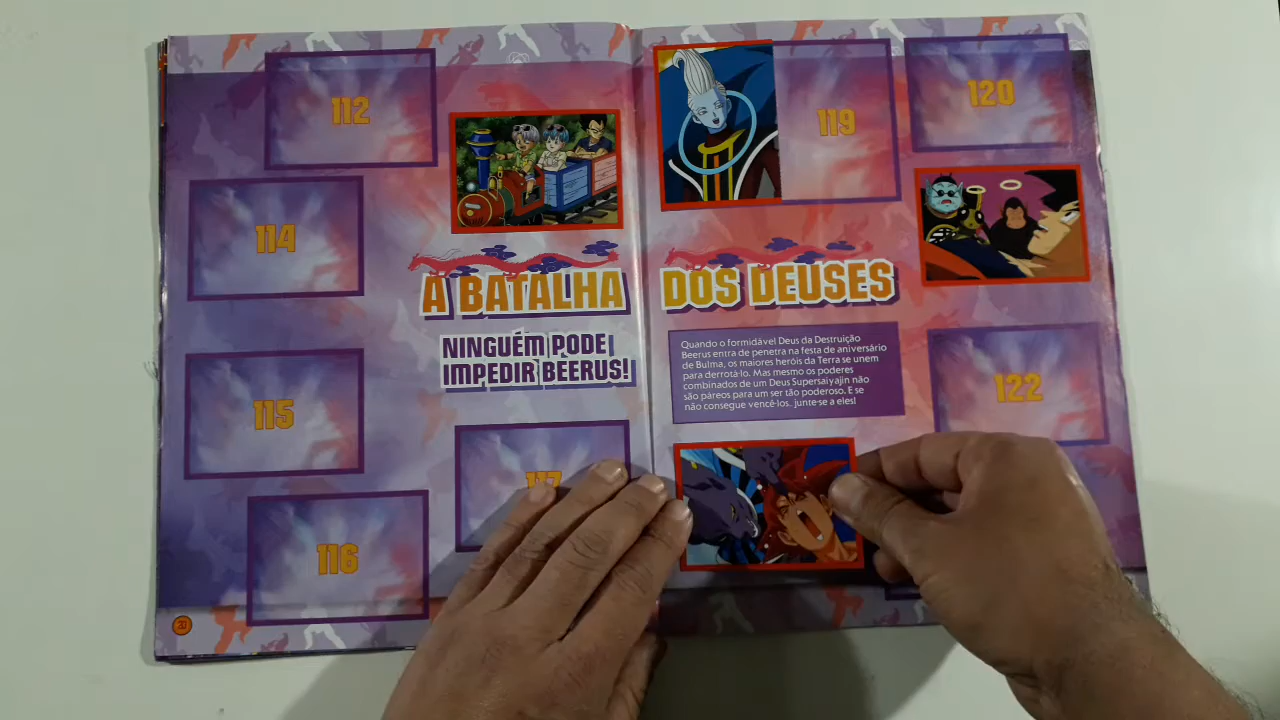 112
114
115
116
117
A BATALHA
NINGUÉM PODE
IMPEDIR BEERUS!
20
119
120
DOS DEUSES
Quando o formidável Deus da Destruição
Beerus entra de penetra na festa de aniversário
de Bulma, os maiores heróis da Terra se unem
para derrotá-lo. Mas mesmo os poderes
combinados de um Deus Supersaiyajin não
são páreos para um ser tão poderoso. E se
não consegue vencê-los, junte-se a eles!
122